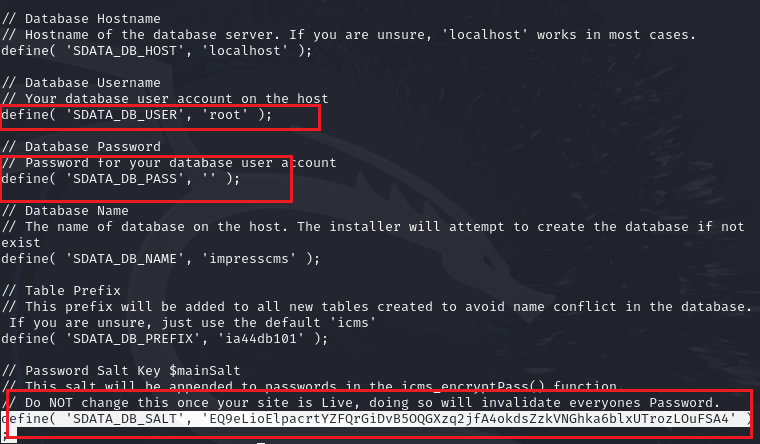 // Database Hostname
// Hostname of the database server. If you are unsure, 'localhost' works in most cases.
define( 'SDATA_DB_HOST', 'localhost' );
// Database Username
// Your database user account on the host
define( 'SDATA_DB_USER', 'root' );
// Database Password
// Password for your database user account
define( 'SDATA_DB_PASS', '' );
// Database Name
// The name of database on the host. The installer will attempt to create the database if not
exist
define( 'SDATA_DB_NAME', 'impresscms' );
// Table Prefix
// This prefix will be added to all new tables created to avoid name conflict in the database.
If you are unsure, just use the default 'icms'
define( 'SDATA_DB_PREFIX', 'ia44db101' );
// Password Salt Key $mainSalt
// This salt will be appended to passwords in the icms_encryptPass() function.
// Do NOT change this once your site is Live, doing so will invalidate everyones Password.
define( 'SDATA_DB_SALT', 'EQ9eLioElpacrtYZFQrGiDvB5OQGXzq2jfA4okdsZzkVNGhka6blxUTrozLOuFSA4' )
;